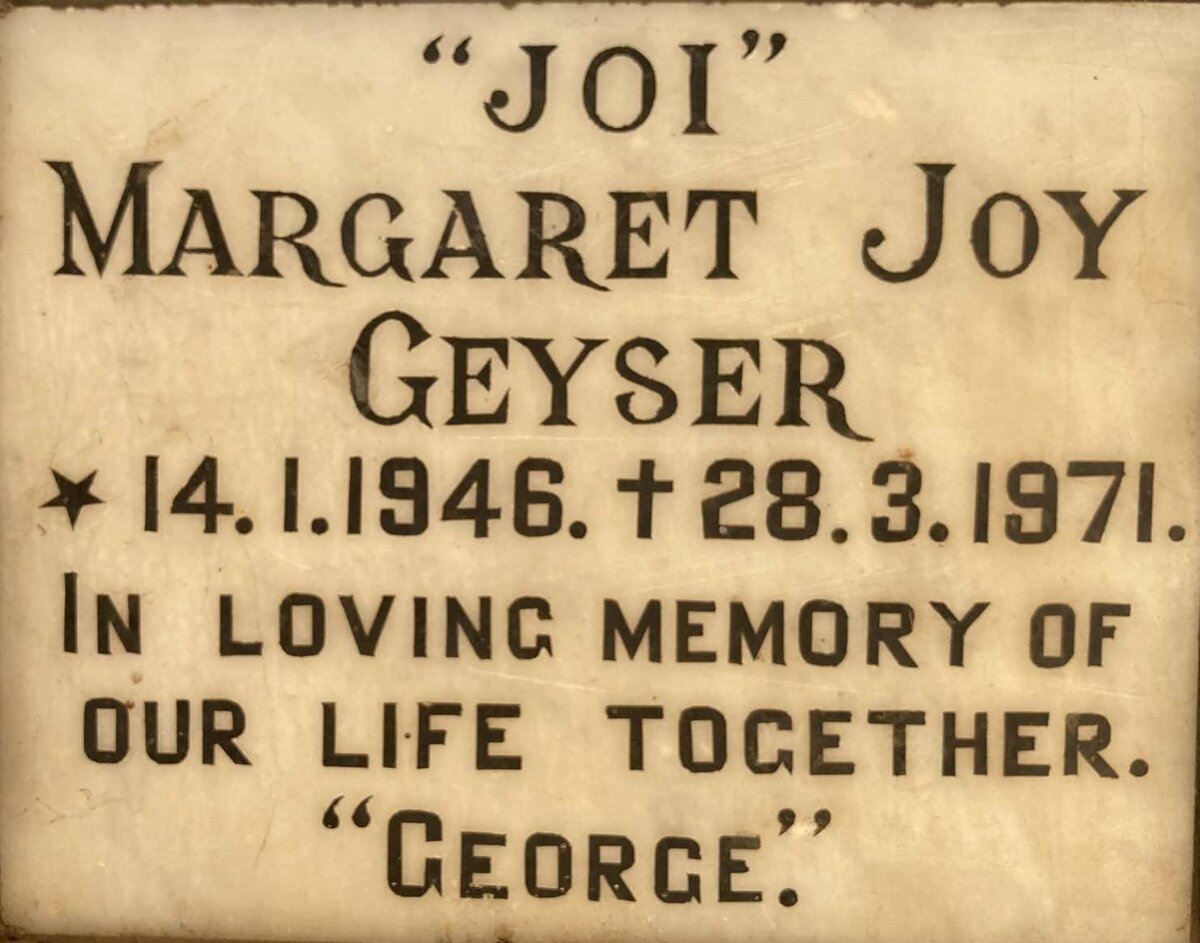 “JOI”
MARGARET JOY
GEYSER
★ 14.1.1946. ✝ 28.3.1971.
IN LOVING MEMORY OF
OUR LIFE TOGETHER.
“GEORGE.”